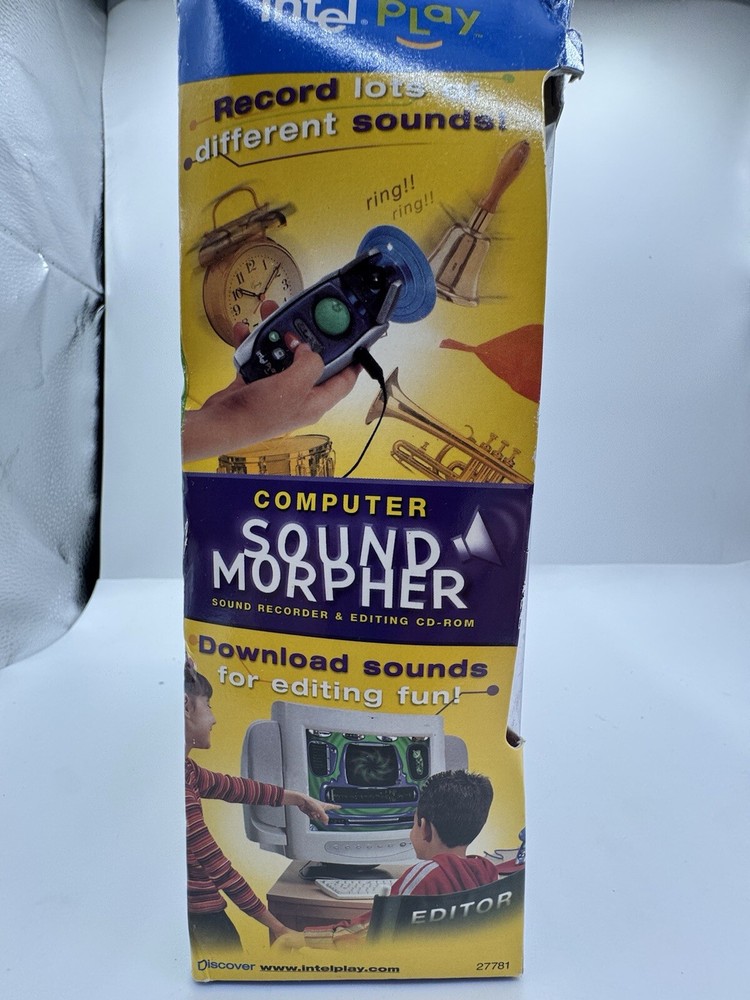 intel® play™
Record lots of
different sounds!
ring!!
ring!!
COMPUTER
SOUND
MORPHER
SOUND RECORDER & EDITING CD-ROM
Download sounds
for editing fun!
EDITOR
Discover www.intelplay.com
27781